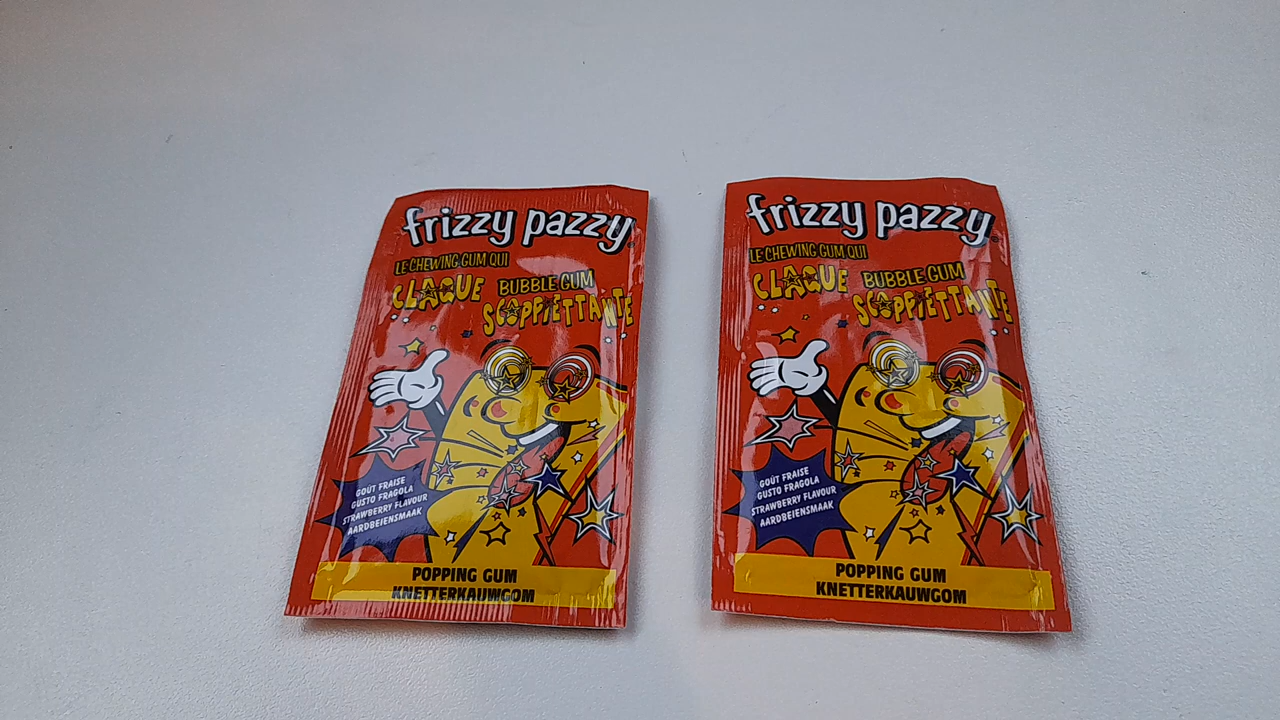 frizzy pazzy
LE CHEWING GUM QUI
CLAQUE
BUBBLE GUM
SCOPPIETTANTE
GOÛT FRAISE
GUSTO FRAGOLA
STRAWBERRY FLAVOUR
AARDBEIENSMAAK
POPPING GUM
KNETTERKAUWGOM
frizzy pazzy
LE CHEWING GUM QUI
CLAQUE
BUBBLE GUM
SCOPPIETTANTE
GOÛT FRAISE
GUSTO FRAGOLA
STRAWBERRY FLAVOUR
AARDBEIENSMAAK
POPPING GUM
KNETTERKAUWGOM